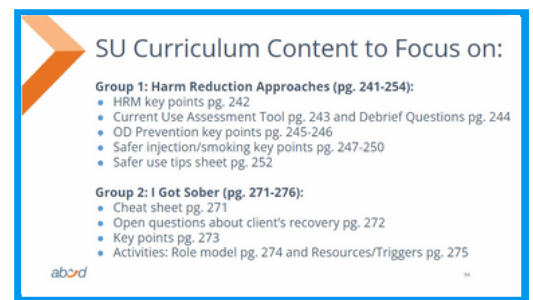 SU Curriculum Content to Focus on:
Group 1: Harm Reduction Approaches (pg. 241-254):
• HRM key points pg. 242
• Current Use Assessment Tool pg. 243 and Debrief Questions pg. 244
• OD Prevention key points pg. 245-246
• Safer injection/smoking key points pg. 247-250
• Safer use tips sheet pg. 252
Group 2: I Got Sober (pg. 271-276):
• Cheat sheet pg. 271
• Open questions about client's recovery pg. 272
• Key points pg. 273
• Activities: Role model pg. 274 and Resources/Triggers pg. 275